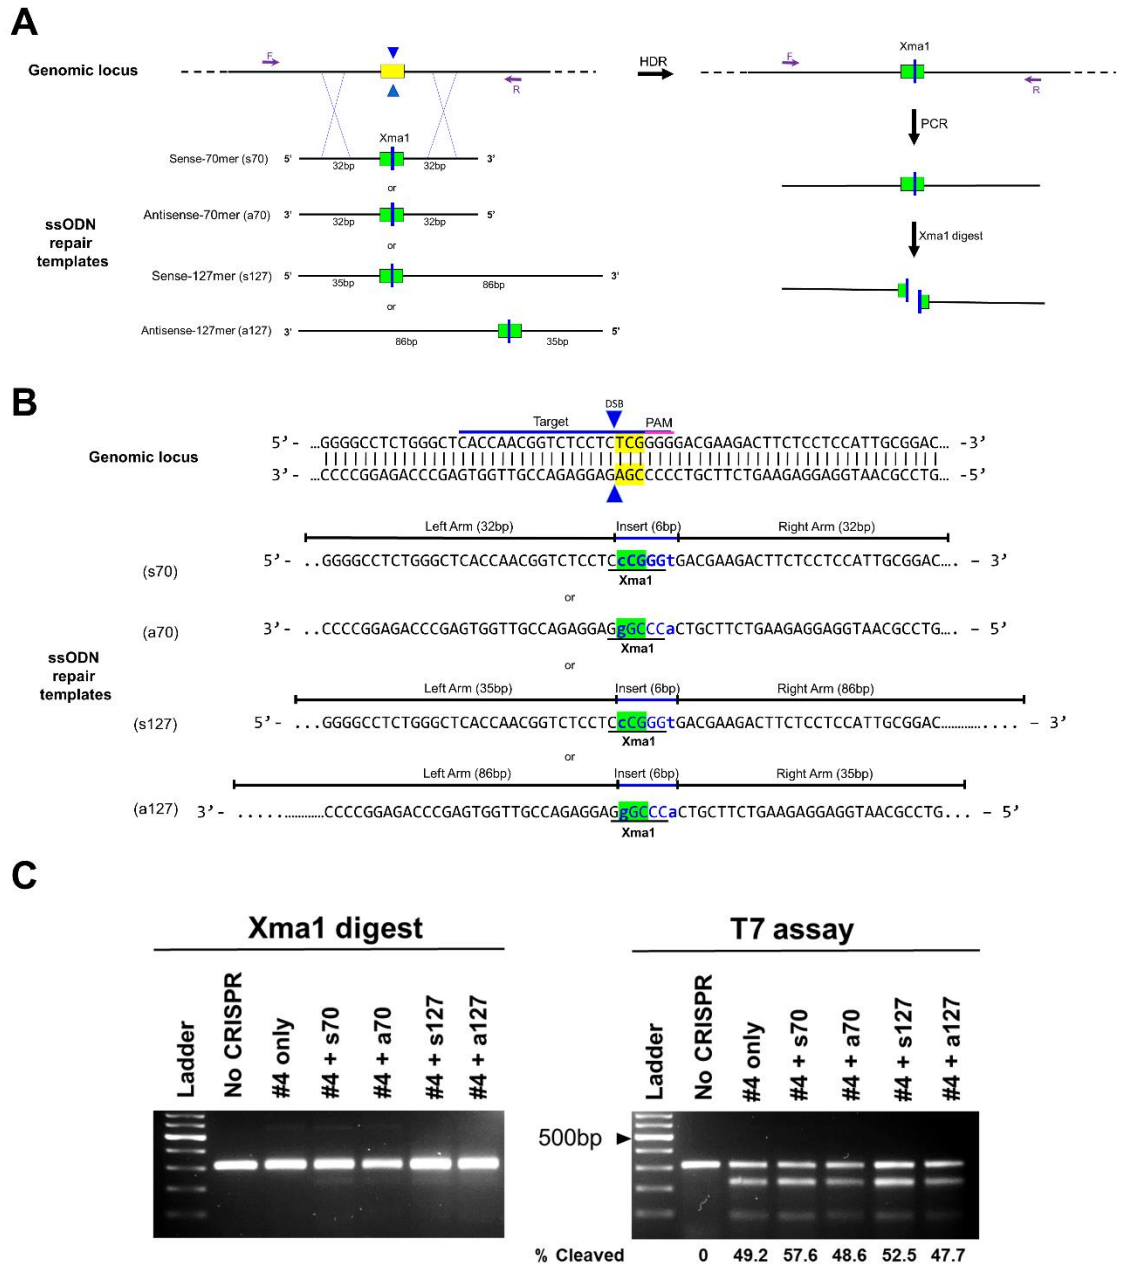 A
Genomic locus
F
R
HDR
Xma1
F
R
PCR
Xma1 digest
ssODN
repair
templates
Xma1
Sense-70mer (s70) 5' 32bp 32bp 3'
or
Antisense-70mer (a70) 3' 32bp 32bp 5'
or
Sense-127mer (s127) 5' 35bp 86bp 3'
or
Antisense-127mer (a127) 3' 86bp 35bp 5'
B
DSB
Target PAM
Genomic locus
5’- …GGGGCCTCTGGGCTCACCAACGGTCTCCTCTCGGGGGACGAAGACTTCTCCTCCATTGCGGAC… -3’
3’- …CCCCGGAGACCCGAGTGGTTGCCAGAGGAGAGCCCCCTGCTTCTGAAGAGGAGGTAACGCCTG… -5’
ssODN
repair
templates
Left Arm (32bp) Insert (6bp) Right Arm (32bp)
(s70) 5’- ..GGGGCCTCTGGGCTCACCAACGGTCTCCTCcCGGGtGACGAAGACTTCTCCTCCATTGCGGAC…. – 3’
Xma1
or
(a70) 3’- ..CCCCGGAGACCCGAGTGGTTGCCAGAGGAGgGCCCaCTGCTTCTGAAGAGGAGGTAACGCCTG…. – 5’
Xma1
or
Left Arm (35bp) Insert (6bp) Right Arm (86bp)
(s127) 5’- ...GGGGCCTCTGGGCTCACCAACGGTCTCCTCcCGGGtGACGAAGACTTCTCCTCCATTGCGGAC…………..... – 3’
Xma1
or
Left Arm (86bp) Insert (6bp) Right Arm (35bp)
(a127) 3’- .....…………CCCCGGAGACCCGAGTGGTTGCCAGAGGAGgGCCCaCTGCTTCTGAAGAGGAGGTAACGCCTG... – 5’
Xma1
C
Xma1 digest
Ladder
No CRISPR
#4 only
#4 + s70
#4 + a70
#4 + s127
#4 + a127
T7 assay
Ladder
No CRISPR
#4 only
#4 + s70
#4 + a70
#4 + s127
#4 + a127
500bp
% Cleaved 0 49.2 57.6 48.6 52.5 47.7